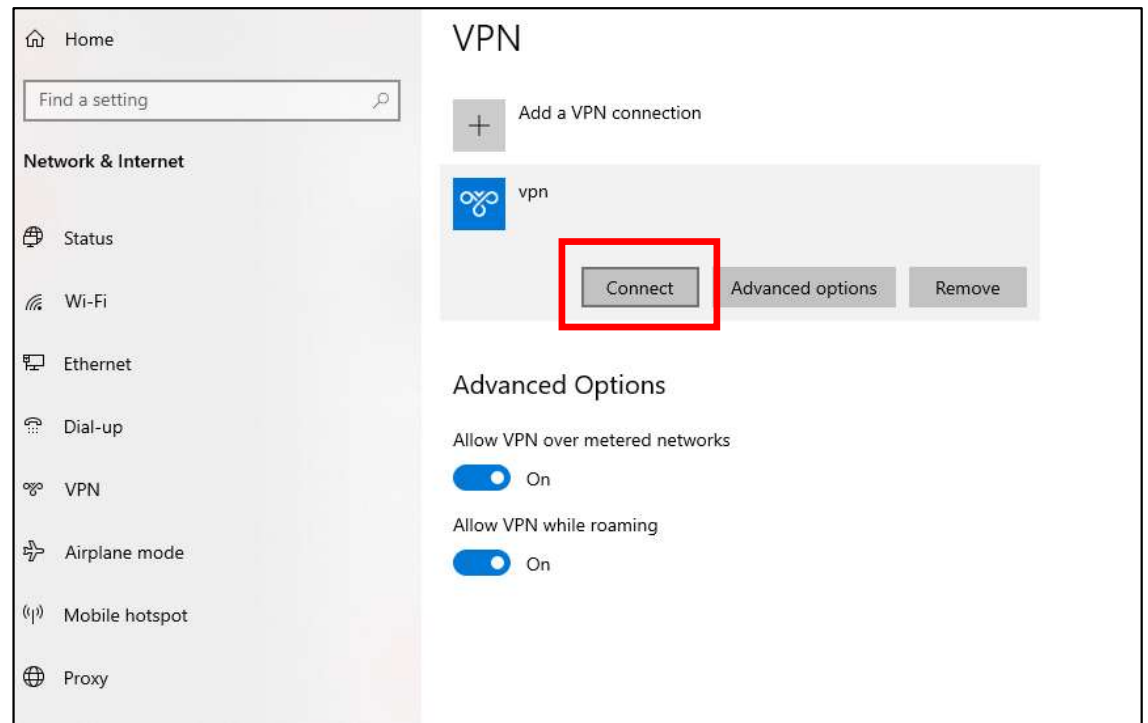 Home
Find a setting
Network & Internet
Status
Wi-Fi
Ethernet
Dial-up
VPN
Airplane mode
Mobile hotspot
Proxy
VPN
Add a VPN connection
vpn
Connect
Advanced options
Remove
Advanced Options
Allow VPN over metered networks
On
Allow VPN while roaming
On